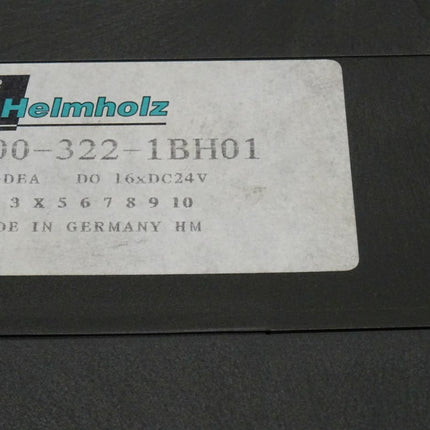 Helmholz
00-322-1BH01
DEA DO 16xDC24V
3 X 5 6 7 8 9 10
DE IN GERMANY HM